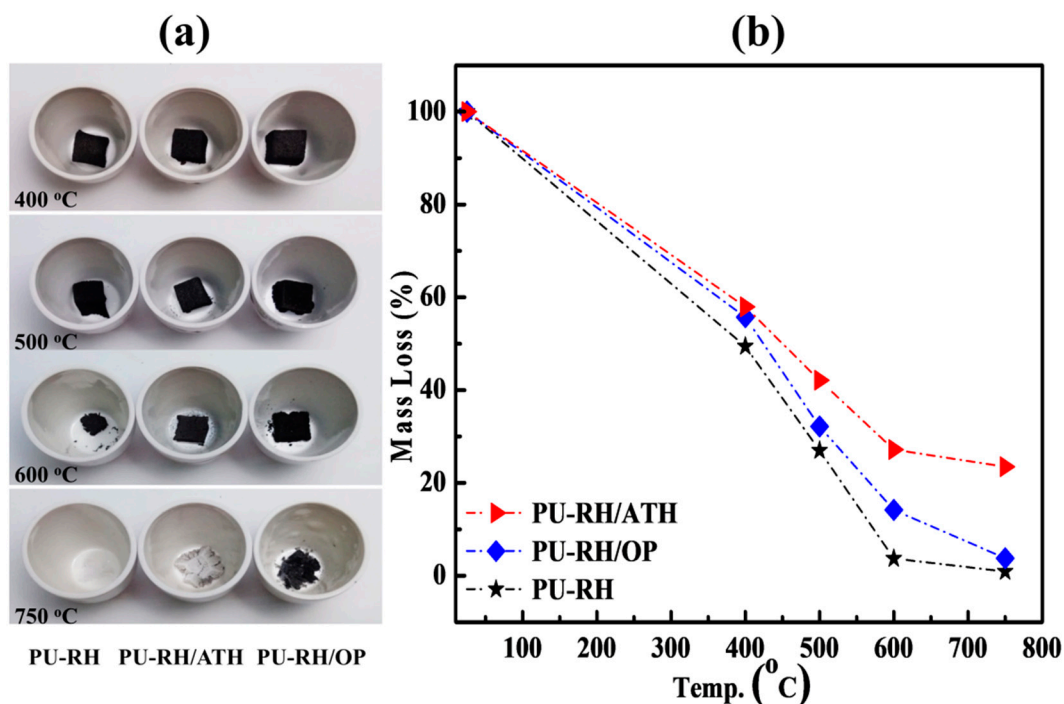 (a)
400 °C
500 °C
600 °C
750 °C
PU-RH PU-RH/ATH PU-RH/OP
(b)
Mass Loss (%)
100
80
60
40
20
0
PU-RH/ATH
PU-RH/OP
PU-RH
100 200 300 400 500 600 700 800
Temp. (°C)